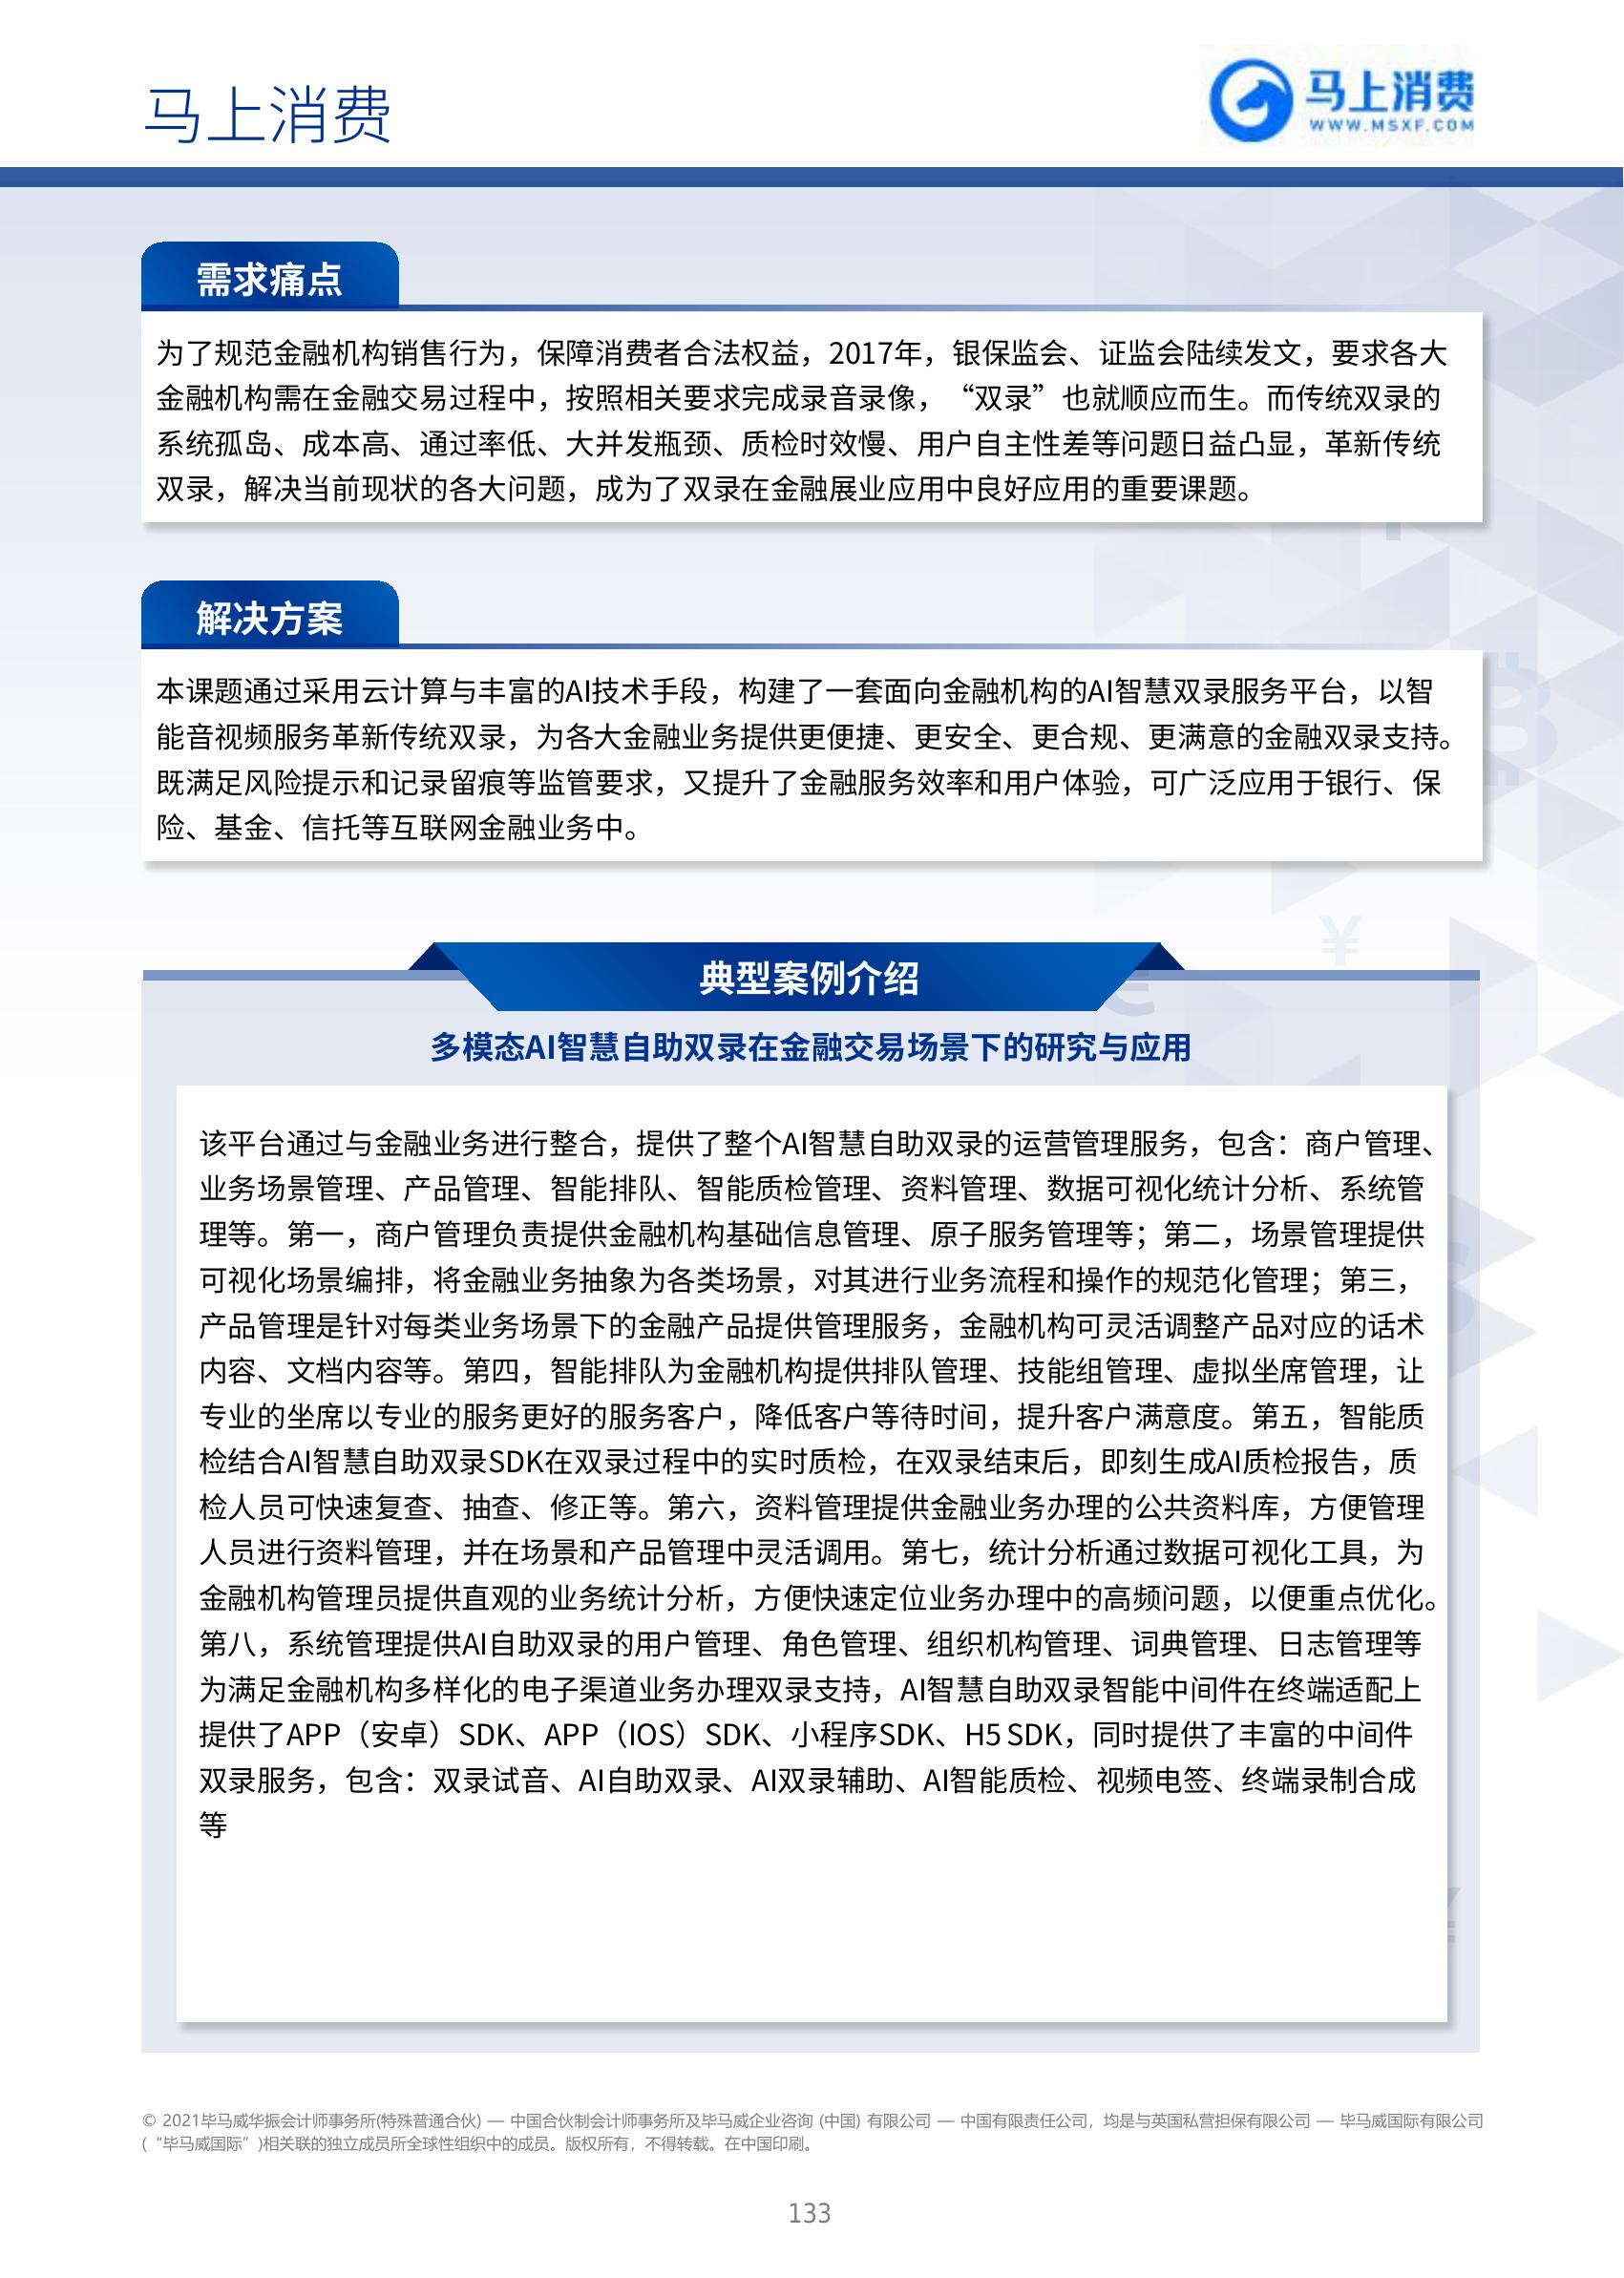 马上消费
马上消费
WWW.MSXF.COM
需求痛点
为了规范金融机构销售行为，保障消费者合法权益，2017年，银保监会、证监会陆续发文，要求各大
金融机构需在金融交易过程中，按照相关要求完成录音录像，“双录”也就顺应而生。而传统双录的
系统孤岛、成本高、通过率低、大并发瓶颈、质检时效慢、用户自主性差等问题日益凸显，革新传统
双录，解决当前现状的各大问题，成为了双录在金融展业应用中良好应用的重要课题。
解决方案
本课题通过采用云计算与丰富的AI技术手段，构建了一套面向金融机构的AI智慧双录服务平台，以智
能音视频服务革新传统双录，为各大金融业务提供更便捷、更安全、更合规、更满意的金融双录支持。
既满足风险提示和记录留痕等监管要求，又提升了金融服务效率和用户体验，可广泛应用于银行、保
险、基金、信托等互联网金融业务中。
典型案例介绍
多模态AI智慧自助双录在金融交易场景下的研究与应用
该平台通过与金融业务进行整合，提供了整个AI智慧自助双录的运营管理服务，包含：商户管理、
业务场景管理、产品管理、智能排队、智能质检管理、资料管理、数据可视化统计分析、系统管
理等。第一，商户管理负责提供金融机构基础信息管理、原子服务管理等；第二，场景管理提供
可视化场景编排，将金融业务抽象为各类场景，对其进行业务流程和操作的规范化管理；第三，
产品管理是针对每类业务场景下的金融产品提供管理服务，金融机构可灵活调整产品对应的话术
内容、文档内容等。第四，智能排队为金融机构提供排队管理、技能组管理、虚拟坐席管理，让
专业的坐席以专业的服务更好的服务客户，降低客户等待时间，提升客户满意度。第五，智能质
检结合AI智慧自助双录SDK在双录过程中的实时质检，在双录结束后，即刻生成AI质检报告，质
检人员可快速复查、抽查、修正等。第六，资料管理提供金融业务办理的公共资料库，方便管理
人员进行资料管理，并在场景和产品管理中灵活调用。第七，统计分析通过数据可视化工具，为
金融机构管理员提供直观的业务统计分析，方便快速定位业务办理中的高频问题，以便重点优化。
第八，系统管理提供AI自助双录的用户管理、角色管理、组织机构管理、词典管理、日志管理等
为满足金融机构多样化的电子渠道业务办理双录支持，AI智慧自助双录智能中间件在终端适配上
提供了APP（安卓）SDK、APP（IOS）SDK、小程序SDK、H5 SDK，同时提供了丰富的中间件
双录服务，包含：双录试音、AI自助双录、AI双录辅助、AI智能质检、视频电签、终端录制合成
等
© 2021毕马威华振会计师事务所(特殊普通合伙) — 中国合伙制会计师事务所及毕马威企业咨询 (中国) 有限公司 — 中国有限责任公司，均是与英国私营担保有限公司 — 毕马威国际有限公司
(“毕马威国际”)相关联的独立成员所全球性组织中的成员。版权所有，不得转载。在中国印刷。
133